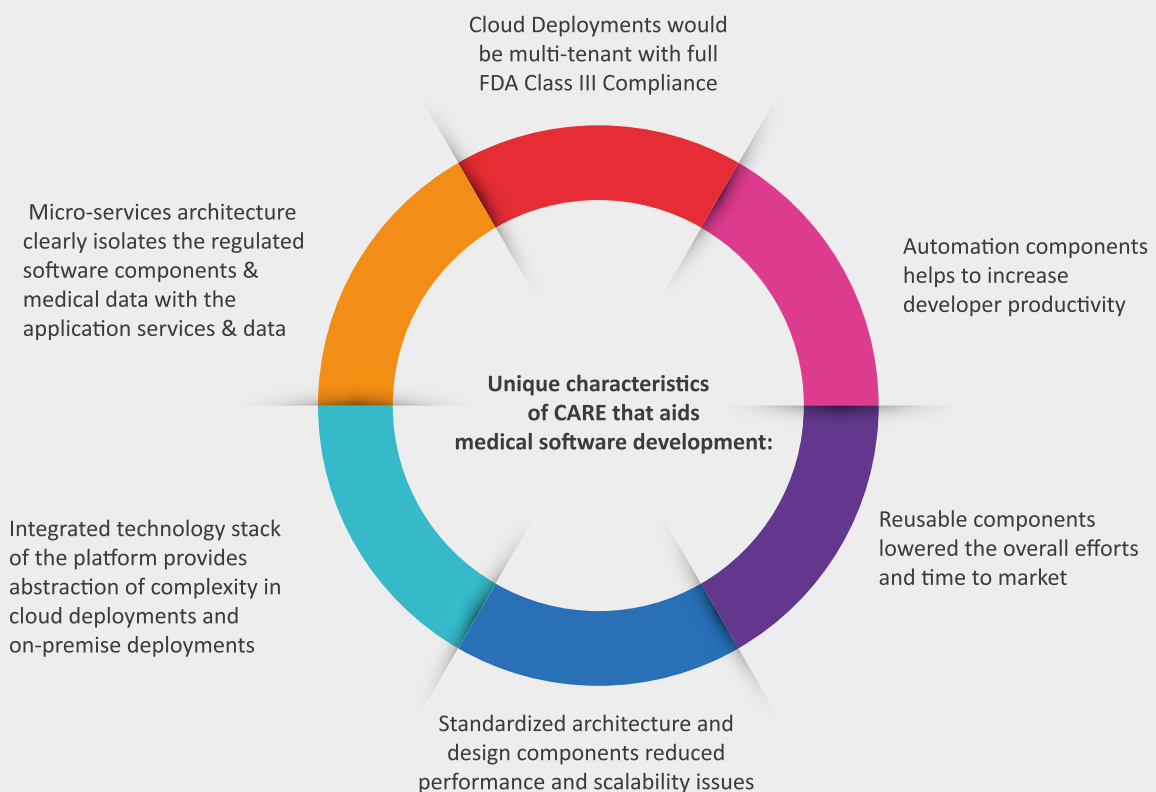 Cloud Deployments would
be multi-tenant with full
FDA Class III Compliance
Micro-services architecture
clearly isolates the regulated
software components &
medical data with the
application services & data
Automation components
helps to increase
developer productivity
Unique characteristics
of CARE that aids
medical software development:
Integrated technology stack
of the platform provides
abstraction of complexity in
cloud deployments and
on-premise deployments
Reusable components
lowered the overall efforts
and time to market
Standardized architecture and
design components reduced
performance and scalability issues